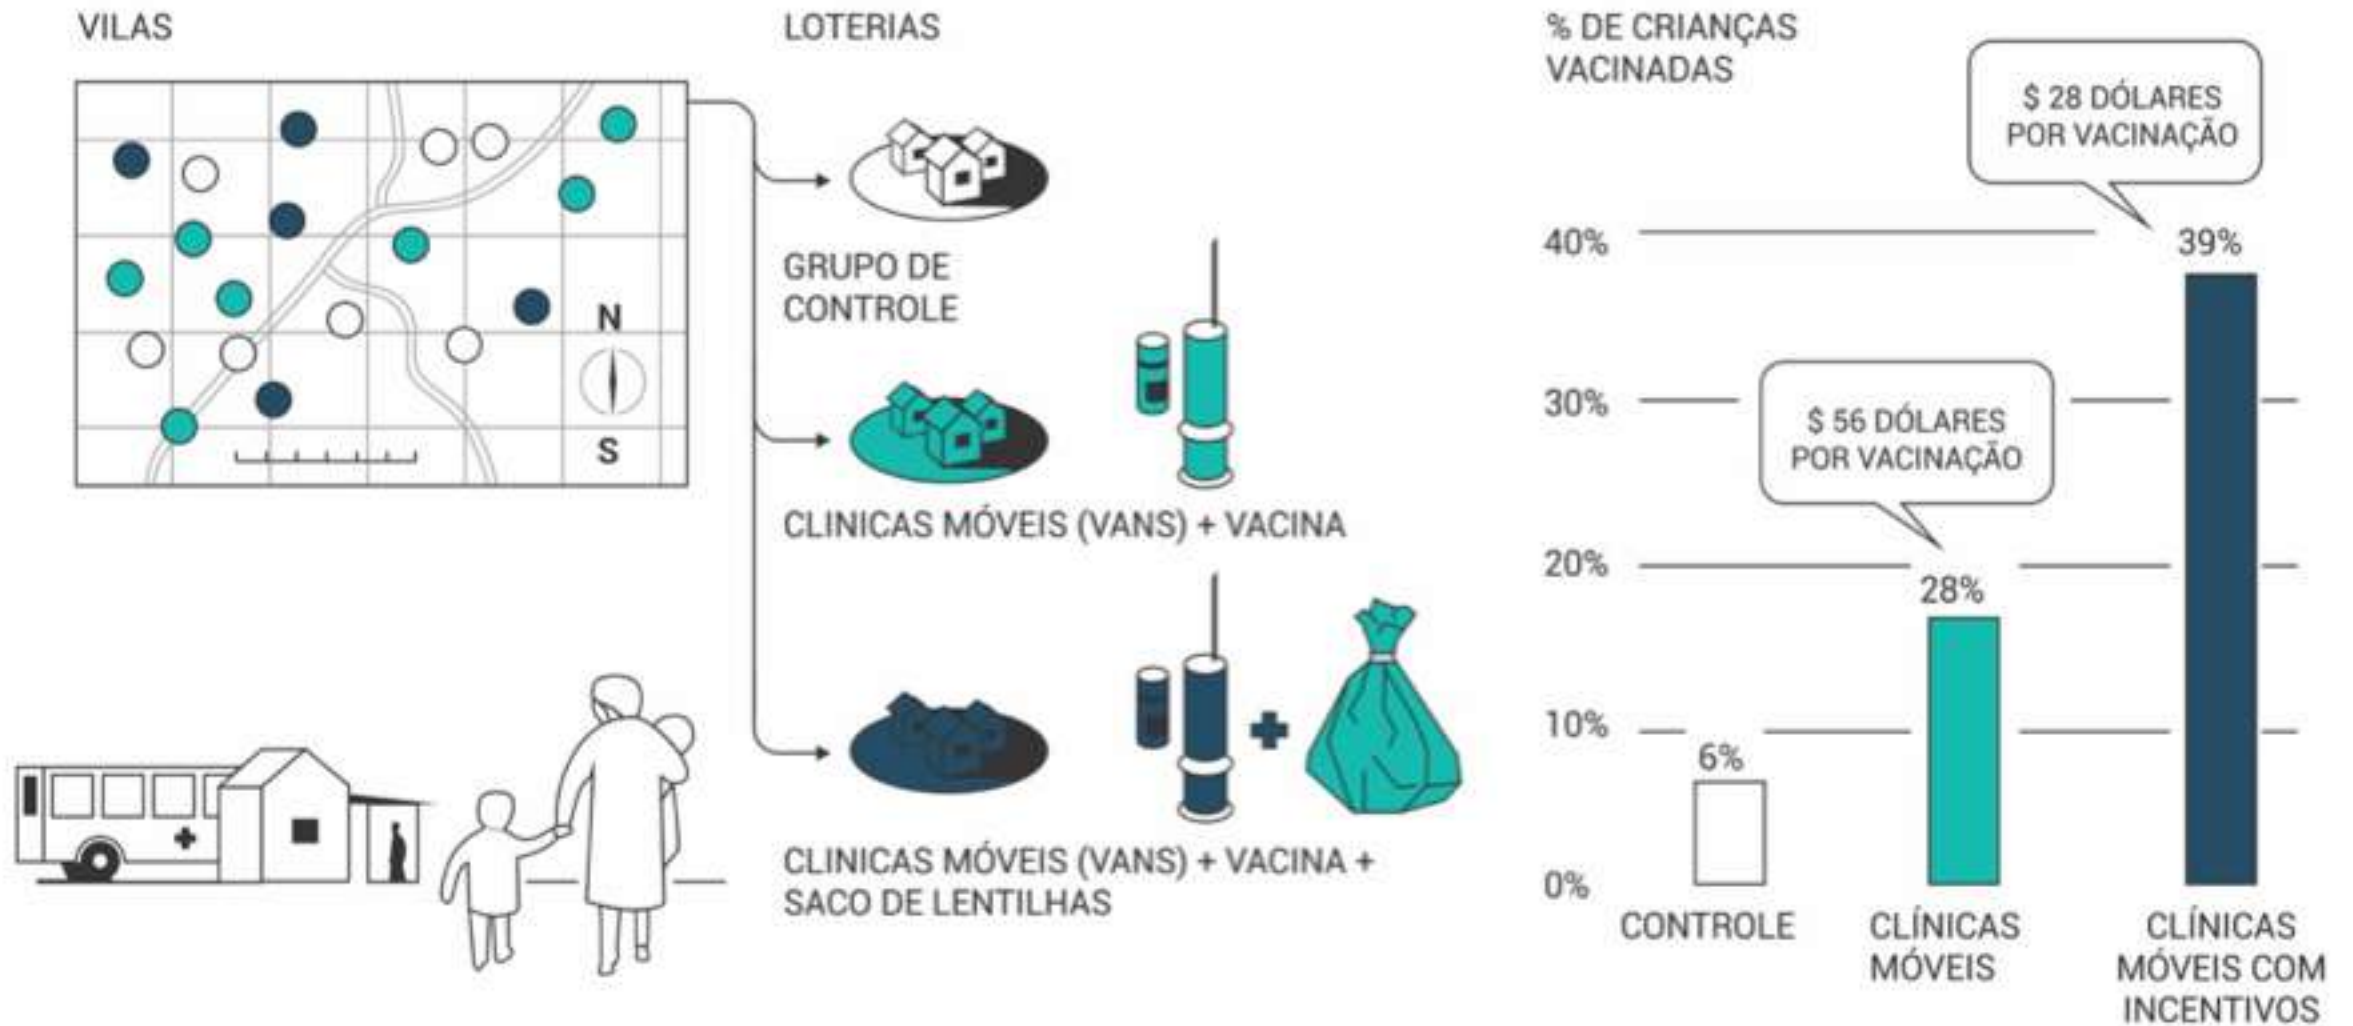 VILAS
N
S
LOTERIAS
GRUPO DE
CONTROLE
CLINICAS MÓVEIS (VANS) + VACINA
CLINICAS MÓVEIS (VANS) + VACINA +
SACO DE LENTILHAS
% DE CRIANÇAS
VACINADAS
$ 28 DÓLARES
POR VACINAÇÃO
40%
39%
30%
$ 56 DÓLARES
POR VACINAÇÃO
20%
28%
10%
6%
0%
CONTROLE
CLÍNICAS
MÓVEIS
CLÍNICAS
MÓVEIS COM
INCENTIVOS